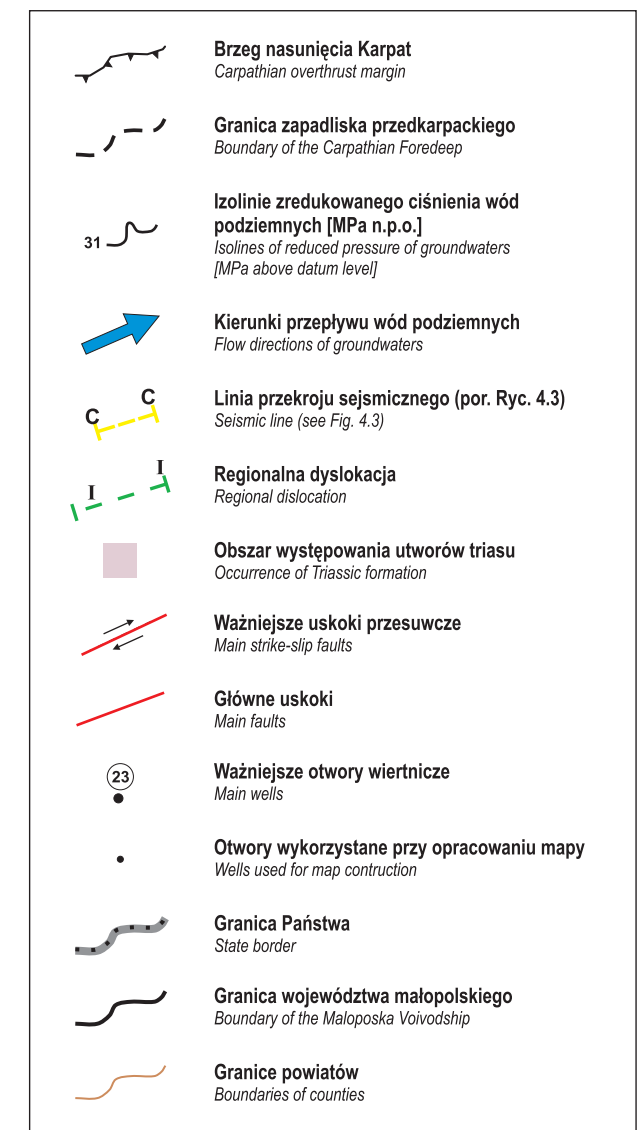 Brzeg nasunięcia Karpat
Carpathian overthrust margin
Granica zapadliska przedkarpackiego
Boundary of the Carpathian Foredeep
Izolinie zredukowanego ciśnienia wód
podziemnych [MPa n.p.o.]
31
Isolines of reduced pressure of groundwaters
[MPa above datum level]
Kierunki przepływu wód podziemnych
Flow directions of groundwaters
C C
Linia przekroju sejsmicznego (por. Ryc. 4.3)
Seismic line (see Fig. 4.3)
I I
Regionalna dyslokacja
Regional dislocation
Obszar występowania utworów triasu
Occurrence of Triassic formation
Ważniejsze uskoki przesuwcze
Main strike-slip faults
Główne uskoki
Main faults
23
Ważniejsze otwory wiertnicze
Main wells
Otwory wykorzystane przy opracowaniu mapy
Wells used for map contruction
Granica Państwa
State border
Granica województwa małopolskiego
Boundary of the Maloposka Voivodship
Granice powiatów
Boundaries of counties